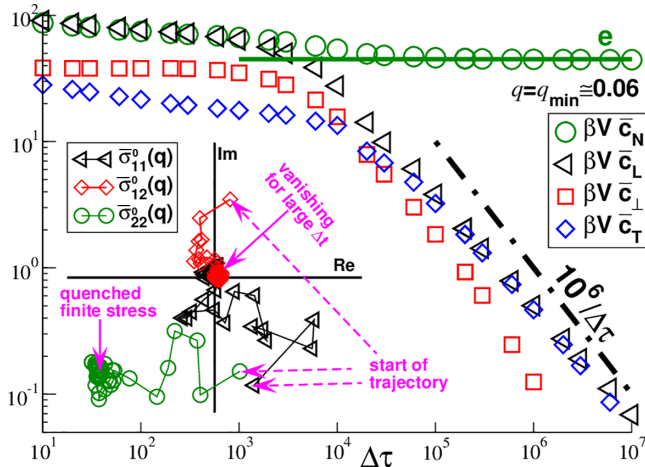 10²
e
q=q_min≅0.06
10¹
σ̄⁰₁₁(q)
σ̄⁰₁₂(q)
σ̄⁰₂₂(q)
Im
vanishing
for large Δt
βV c̄_N
βV c̄_L
βV c̄_⊥
βV c̄_T
10⁰
Re
quenched
finite stress
10⁶/Δτ
start of
trajectory
10⁻¹
10¹ 10² 10³ 10⁴ 10⁵ 10⁶ 10⁷
Δτ